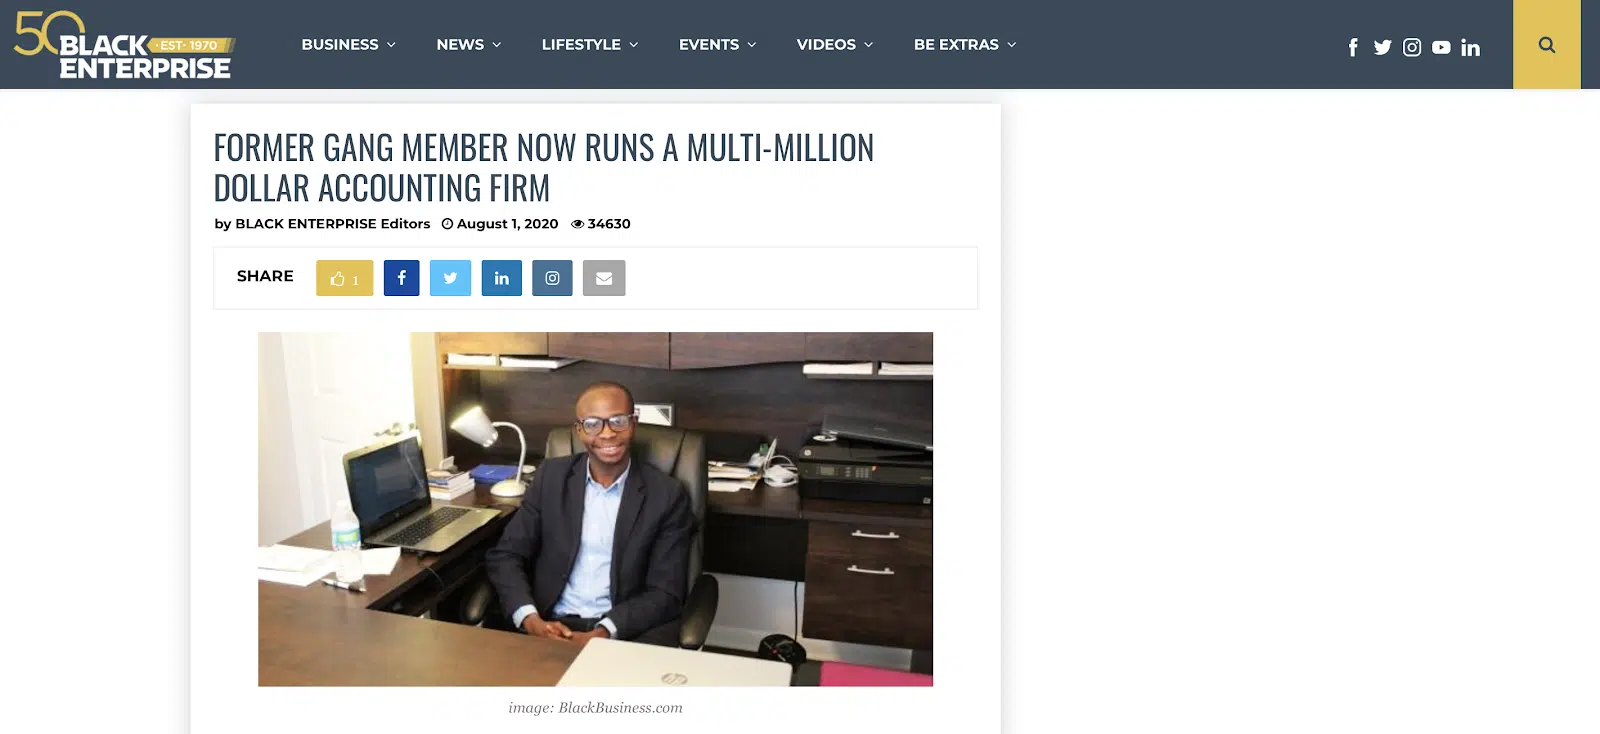 50
BLACK
EST· 1970
ENTERPRISE
BUSINESS
NEWS
LIFESTYLE
EVENTS
VIDEOS
BE EXTRAS
FORMER GANG MEMBER NOW RUNS A MULTI-MILLION
DOLLAR ACCOUNTING FIRM
by BLACK ENTERPRISE Editors August 1, 2020 34630
SHARE 1
hp
image: BlackBusiness.com